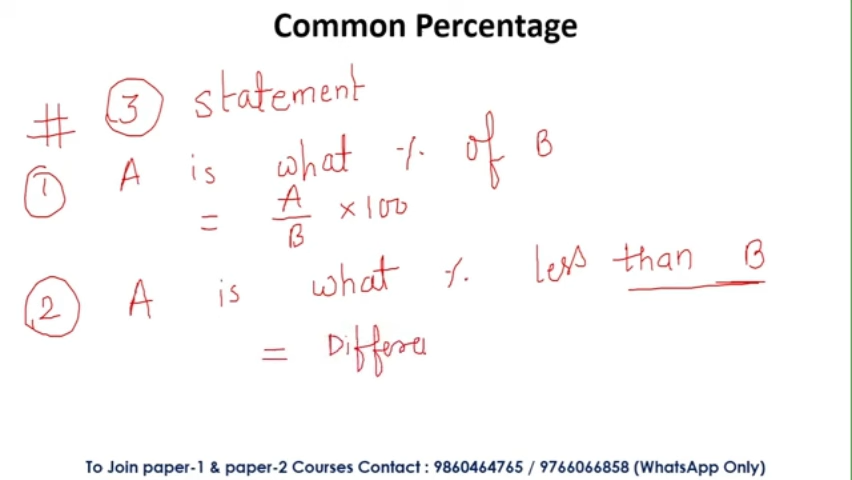 Common Percentage
# 3 statement
1 A is what % of B
= A/B × 100
2 A is what % less than B
= Differe
To Join paper-1 & paper-2 Courses Contact : 9860464765 / 9766066858 (WhatsApp Only)